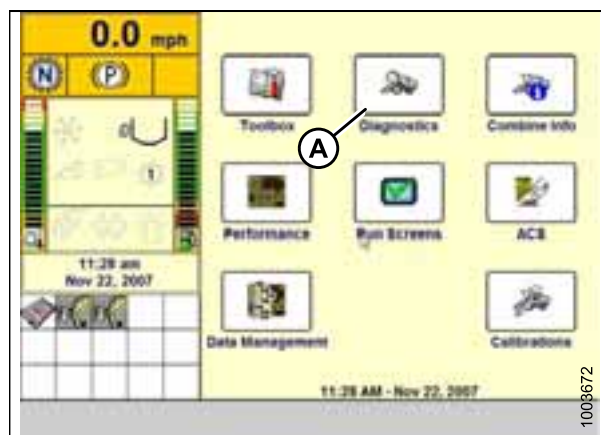 0.0 mph
N P
0
1
11:28 am
Nov 22, 2007
Toolbox Diagnostics Combine Info
A
Performance Run Screens ACS
Data Management Calibrations
11:28 AM - Nov 22, 2007
1003672